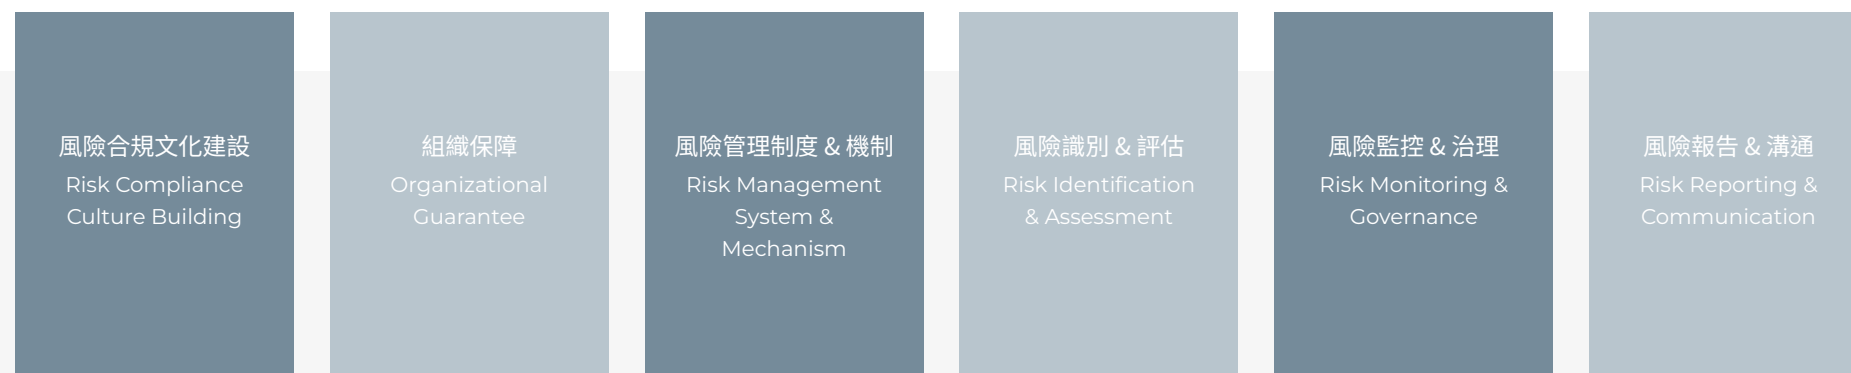 風險合規文化建設
Risk Compliance
Culture Building
組織保障
Organizational
Guarantee
風險管理制度 & 機制
Risk Management
System &
Mechanism
風險識別 & 評估
Risk Identification
& Assessment
風險監控 & 治理
Risk Monitoring &
Governance
風險報告 & 溝通
Risk Reporting &
Communication